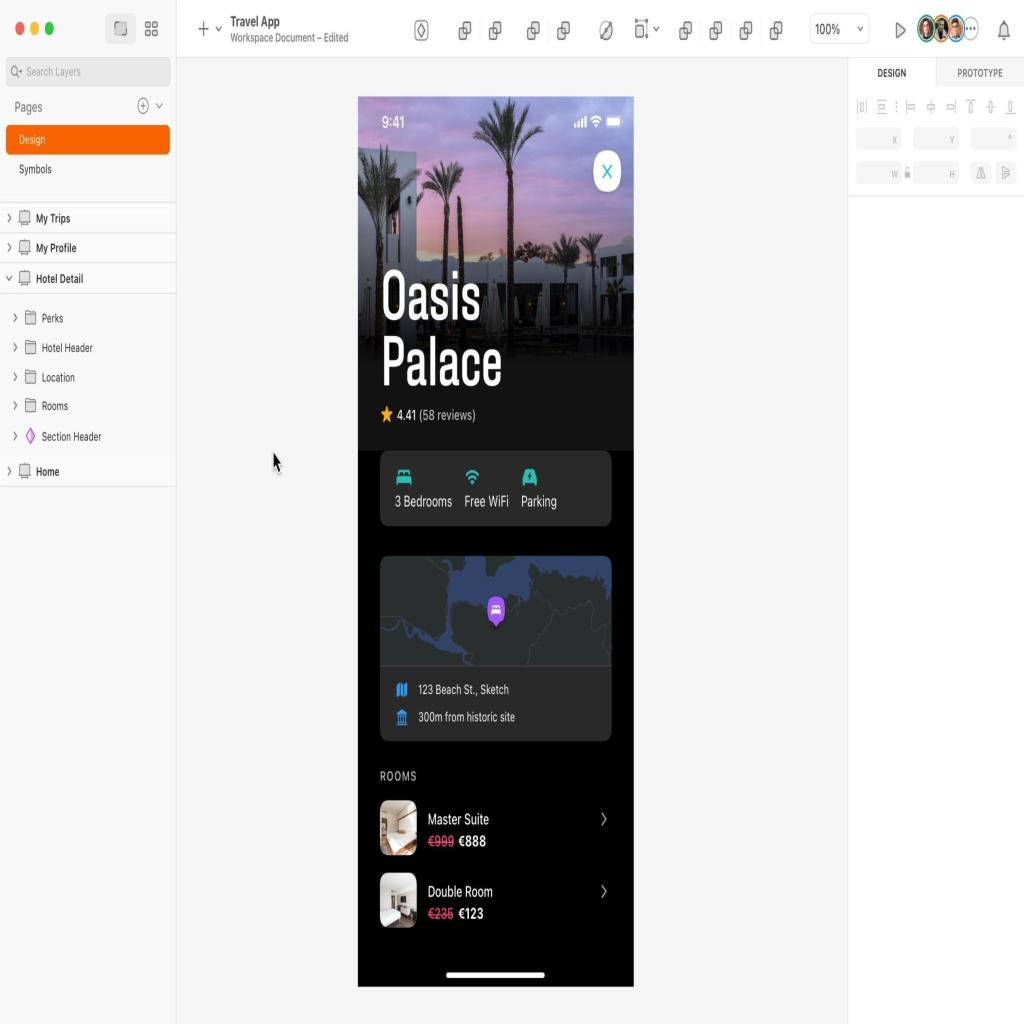 Travel App
Workspace Document – Edited
100%
Search Layers
Pages
Design
Symbols
My Trips
My Profile
Hotel Detail
Perks
Hotel Header
Location
Rooms
Section Header
Home
9:41
X
Oasis
Palace
4.41 (58 reviews)
3 Bedrooms Free WiFi Parking
123 Beach St., Sketch
300m from historic site
ROOMS
Master Suite
€999 €888
Double Room
€235 €123
DESIGN PROTOTYPE
X Y °
W H